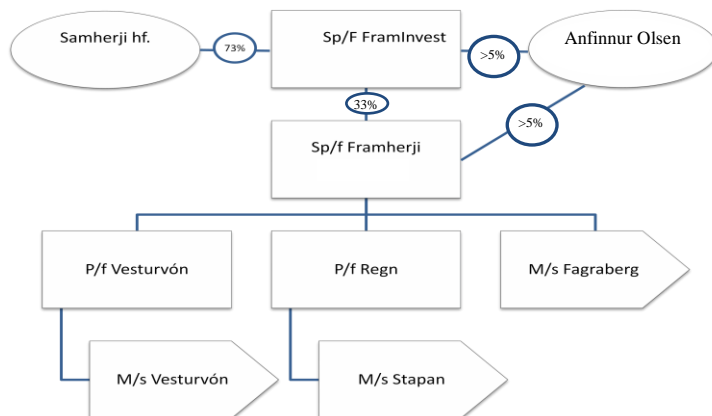 Samherji hf.
73%
Sp/F FramInvest
>5%
Anfinnur Olsen
33%
Sp/f Framherji
>5%
P/f Vesturvón
P/f Regn
M/s Fagraberg
M/s Vesturvón
M/s Stapan